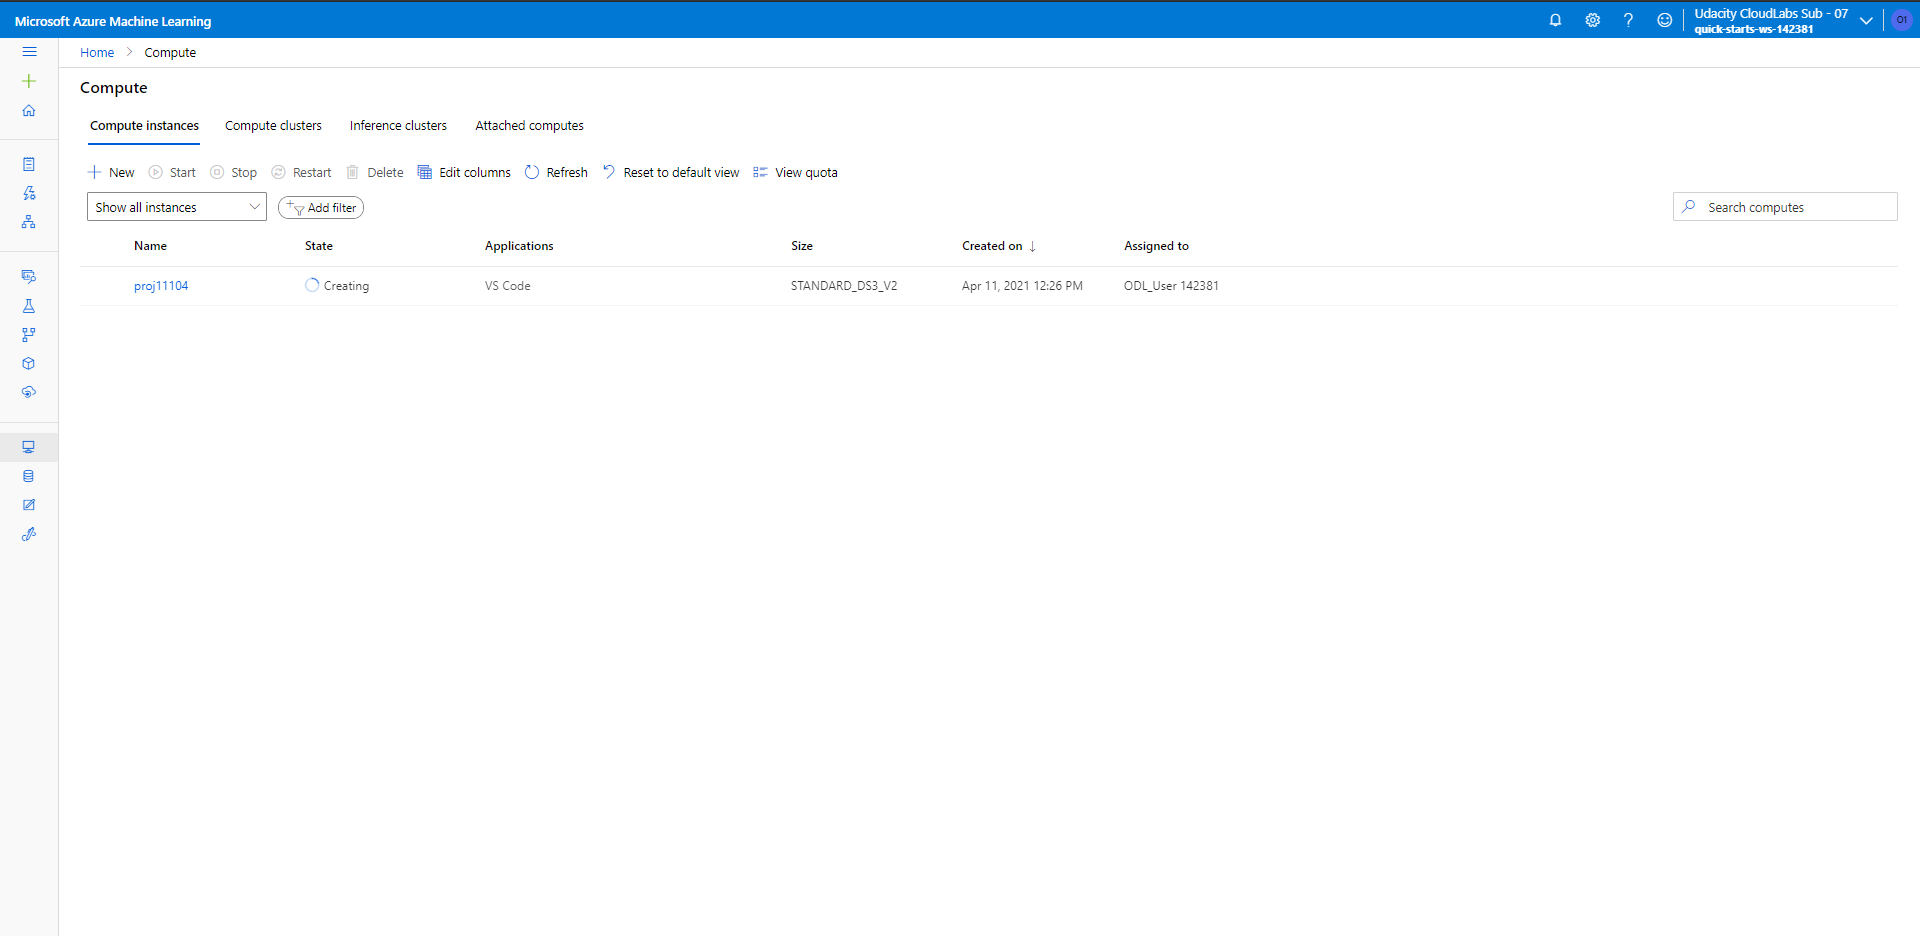 Microsoft Azure Machine Learning
Udacity CloudLabs Sub - 07
quick-starts-ws-142381
O1
Home > Compute
Compute
Compute instances Compute clusters Inference clusters Attached computes
New Start Stop Restart Delete Edit columns Refresh Reset to default view View quota
Show all instances Add filter Search computes
Name State Applications Size Created on ↓ Assigned to
proj11104 Creating VS Code STANDARD_DS3_V2 Apr 11, 2021 12:26 PM ODL_User 142381